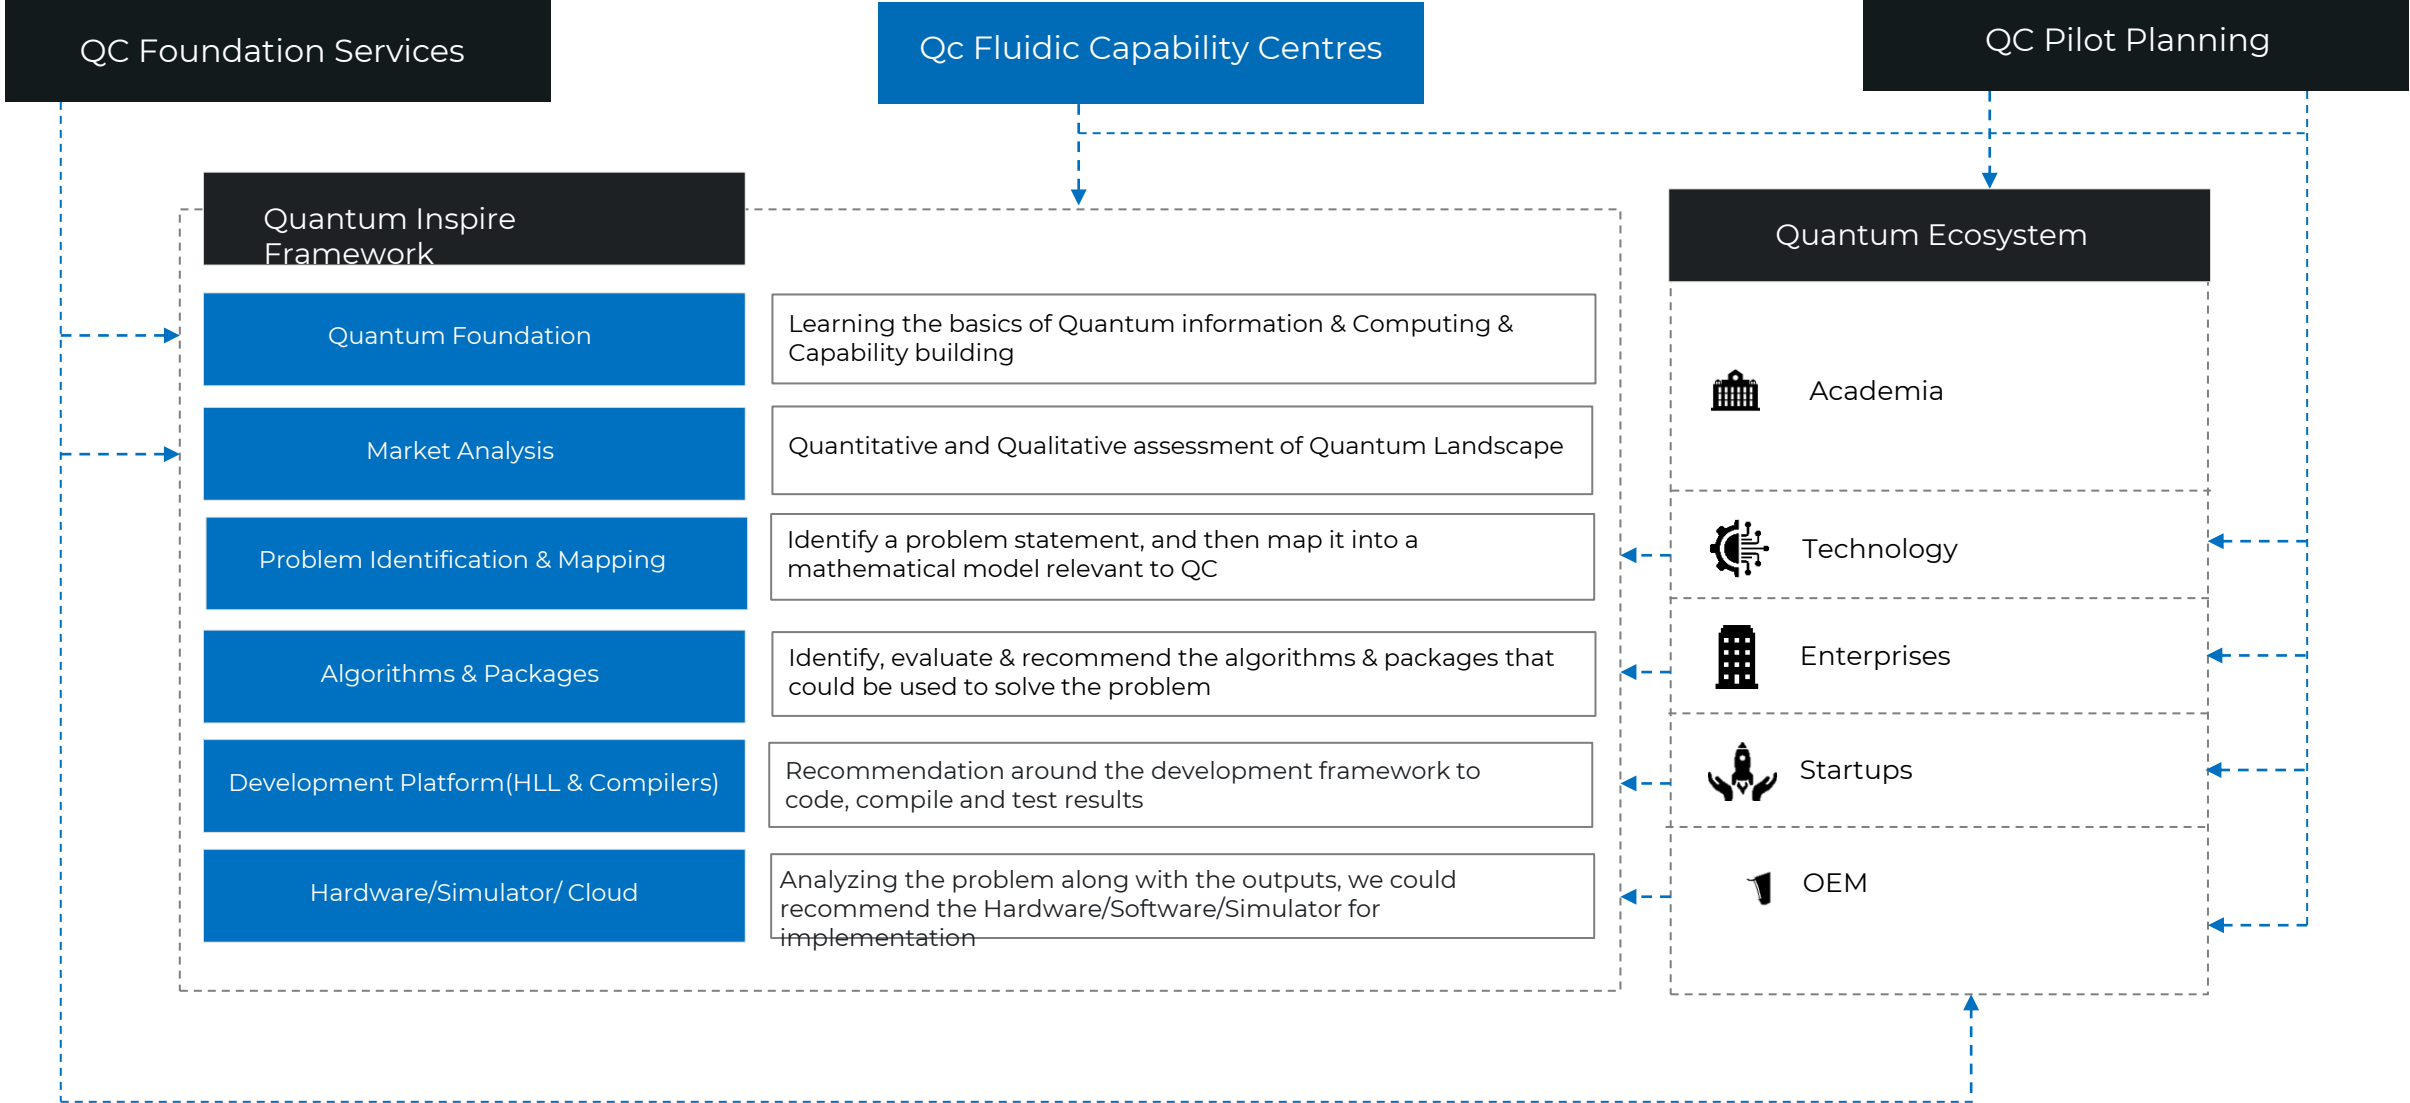 QC Foundation Services
Qc Fluidic Capability Centres
QC Pilot Planning
Quantum Inspire
Framework
Quantum Foundation
Learning the basics of Quantum information & Computing &
Capability building
Market Analysis
Quantitative and Qualitative assessment of Quantum Landscape
Problem Identification & Mapping
Identify a problem statement, and then map it into a
mathematical model relevant to QC
Algorithms & Packages
Identify, evaluate & recommend the algorithms & packages that
could be used to solve the problem
Development Platform(HLL & Compilers)
Recommendation around the development framework to
code, compile and test results
Hardware/Simulator/ Cloud
Analyzing the problem along with the outputs, we could
recommend the Hardware/Software/Simulator for
implementation
Quantum Ecosystem
Academia
Technology
Enterprises
Startups
OEM